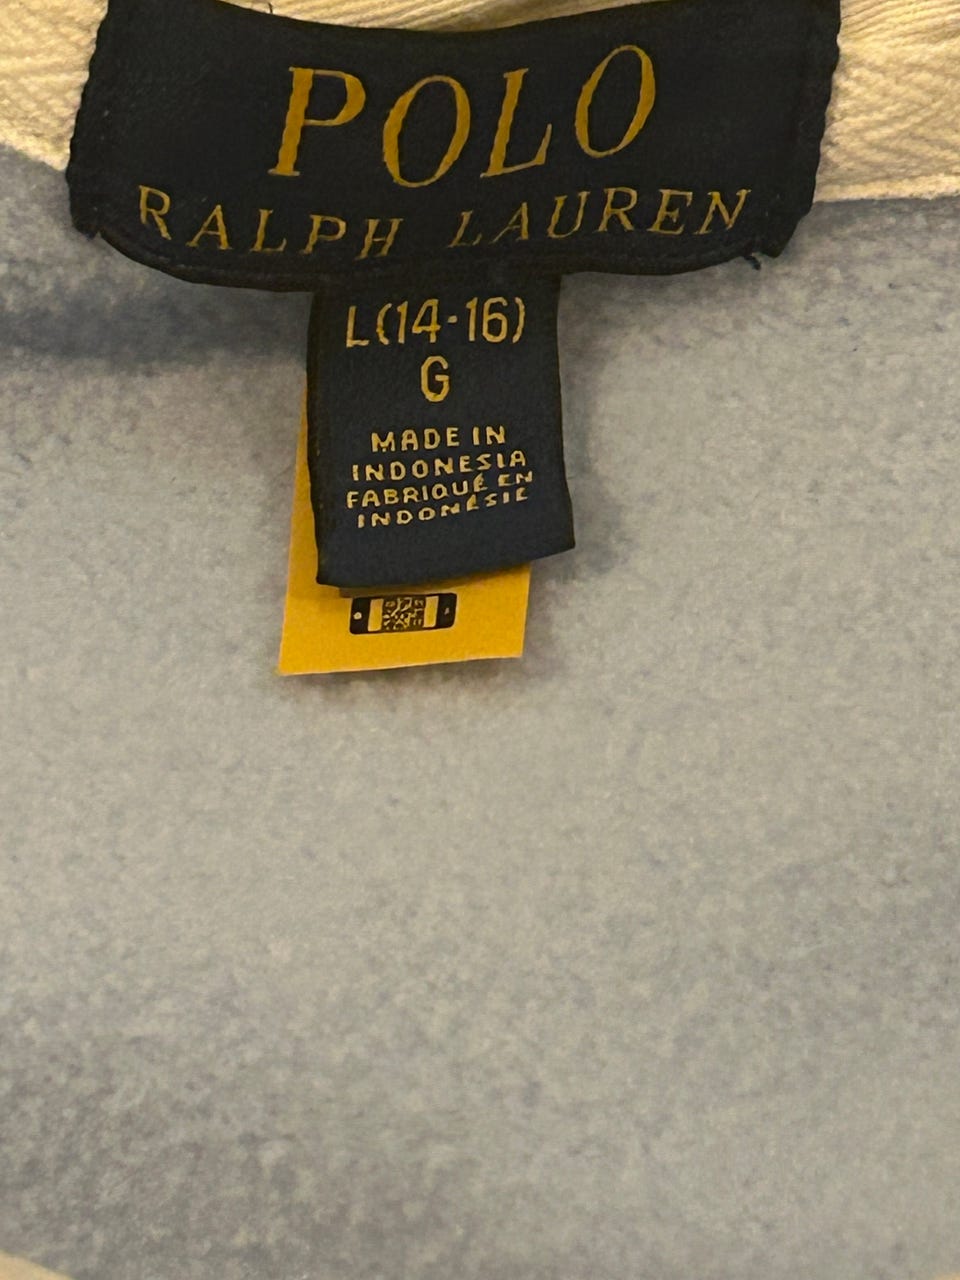 POLO
RALPH LAUREN
L(14-16)
G
MADE IN
INDONESIA
FABRIQUÉ EN
INDONÉSIE